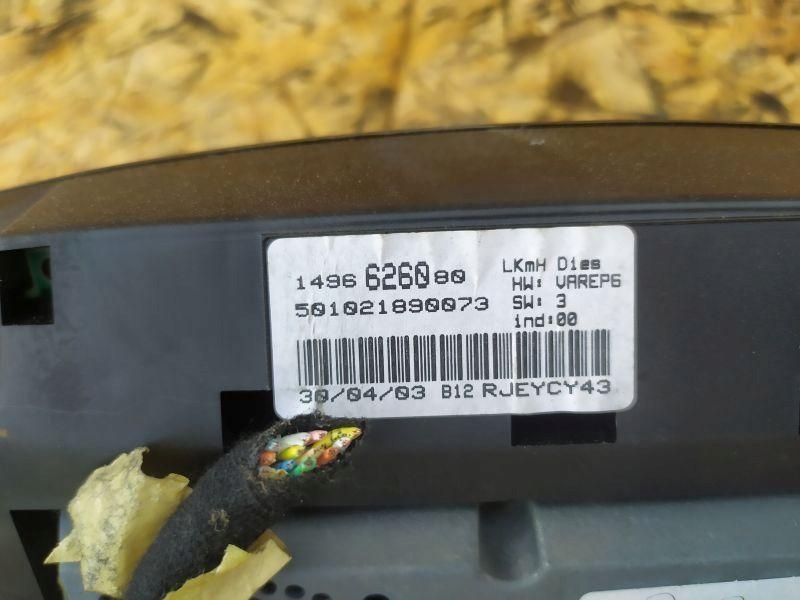 1496 6260 80
501021890073
LKmH Dies
HW: VAREP6
SW: 3
ind:00
30/04/03 B12 RJEYCY43